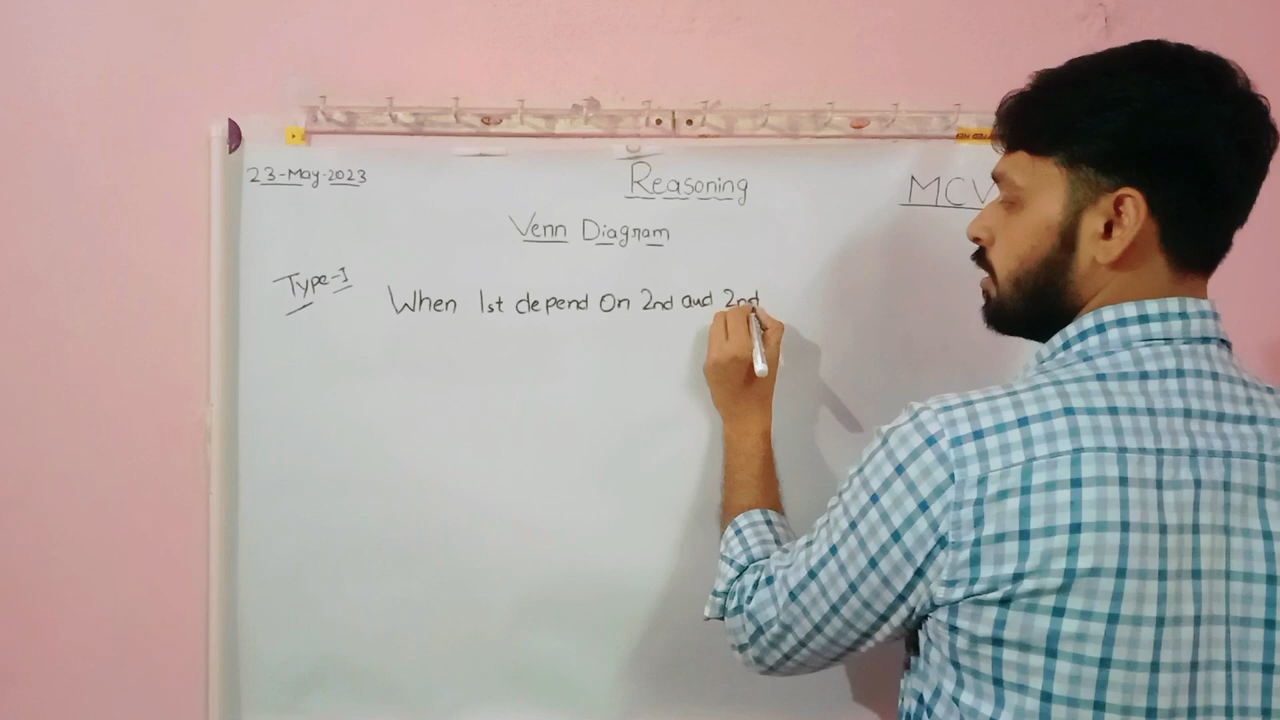 23-May-2023
Reasoning
MCV
Venn Diagram
Type-I
When 1st depend on 2nd and 2nd